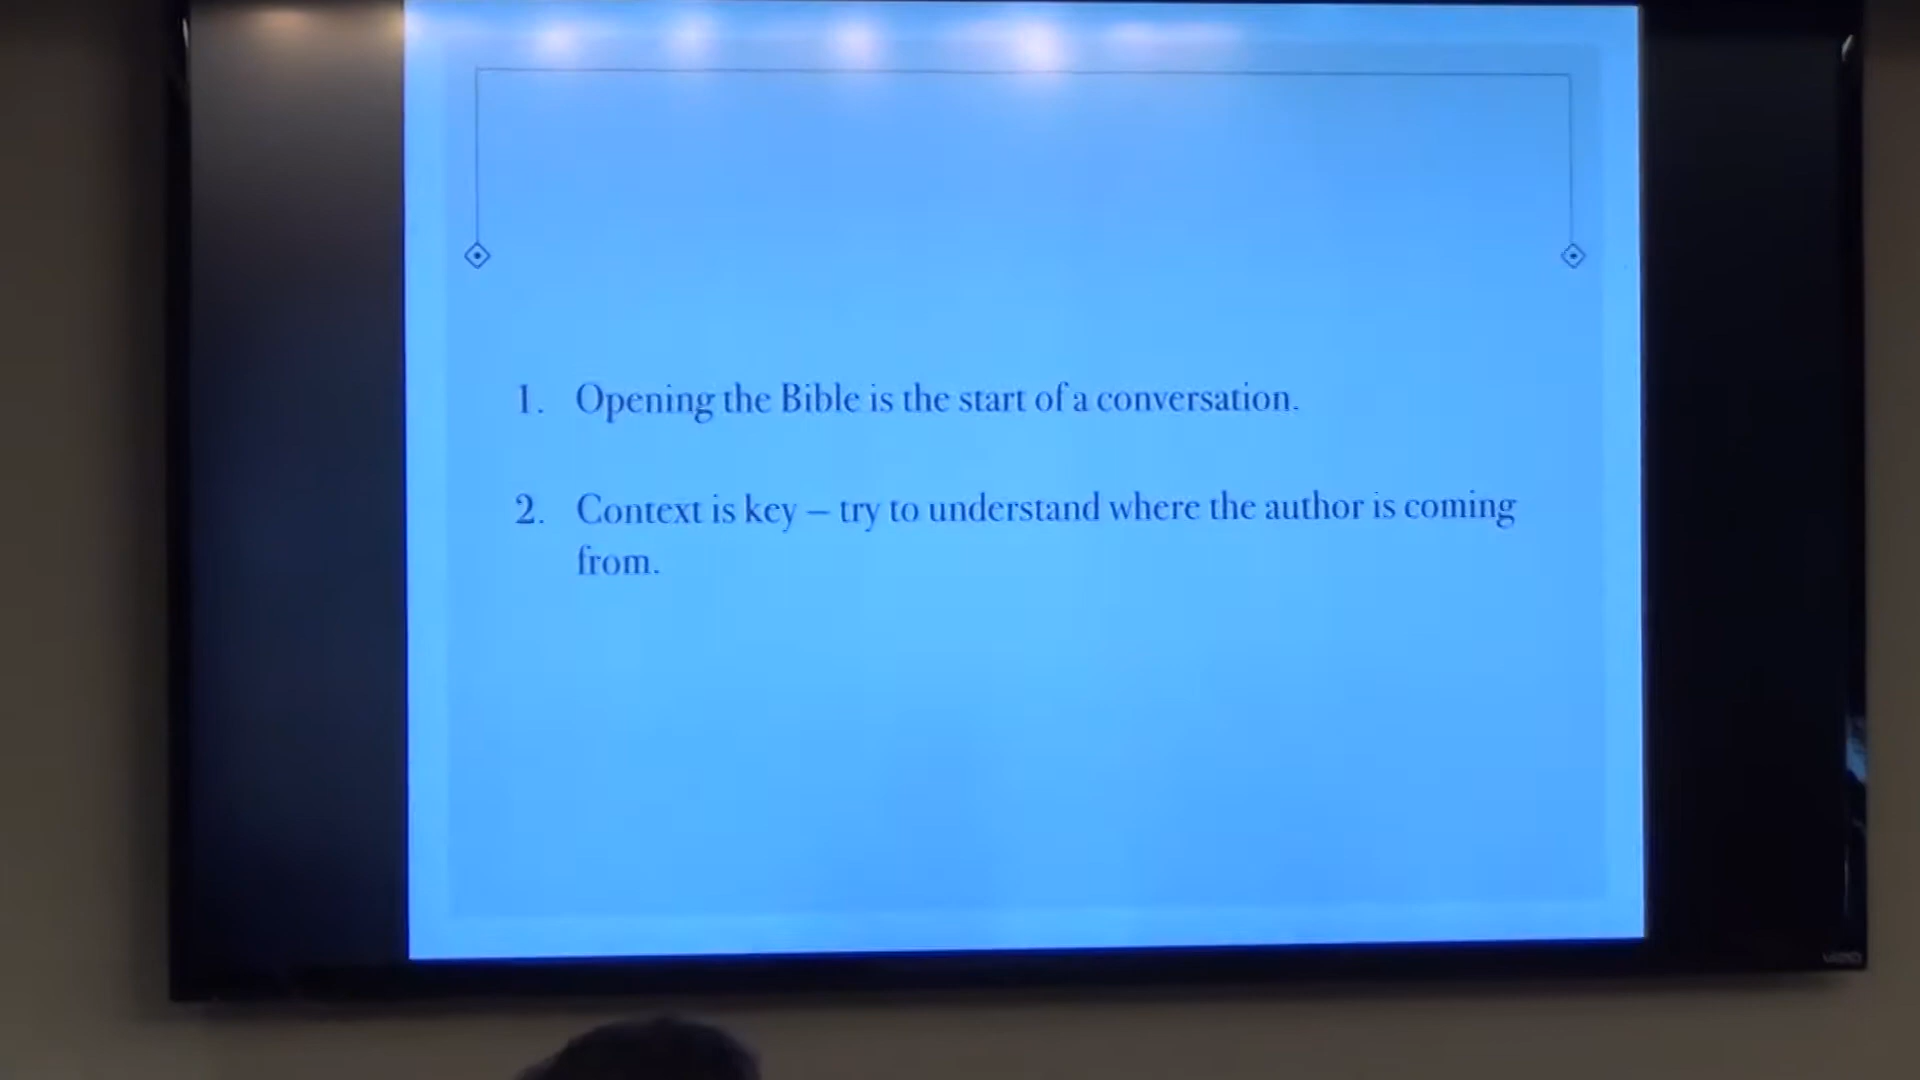 1. Opening the Bible is the start of a conversation.
2. Context is key – try to understand where the author is coming
from.
VIZIO